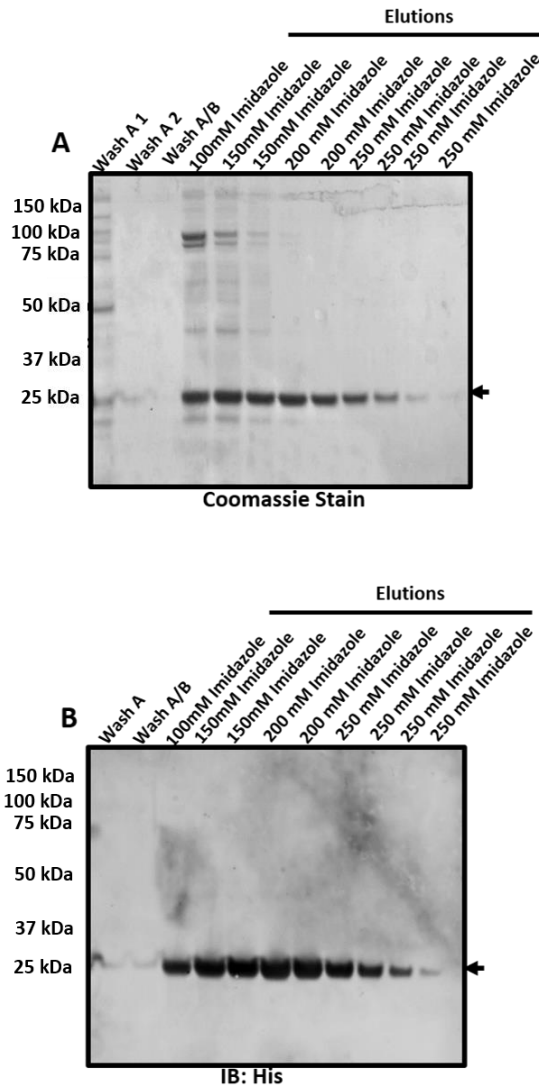 Elutions
A
Wash A 1
Wash A 2
Wash A/B
100mM Imidazole
150mM Imidazole
150mM Imidazole
200 mM Imidazole
200 mM Imidazole
250 mM Imidazole
250 mM Imidazole
250 mM Imidazole
250 mM Imidazole
150 kDa
100 kDa
75 kDa
50 kDa
37 kDa
25 kDa
Coomassie Stain
Elutions
B
Wash A
Wash A/B
100mM Imidazole
150mM Imidazole
150mM Imidazole
200 mM Imidazole
200 mM Imidazole
250 mM Imidazole
250 mM Imidazole
250 mM Imidazole
250 mM Imidazole
150 kDa
100 kDa
75 kDa
50 kDa
37 kDa
25 kDa
IB: His